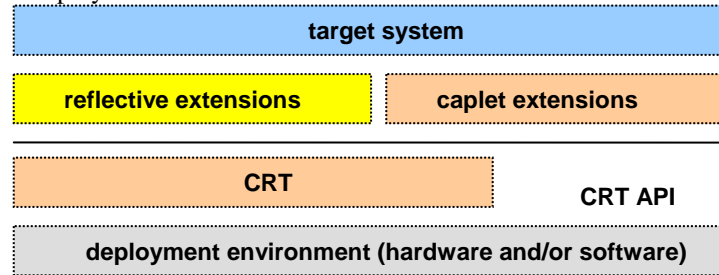 target system
reflective extensions caplet extensions
CRT
CRT API
deployment environment (hardware and/or software)